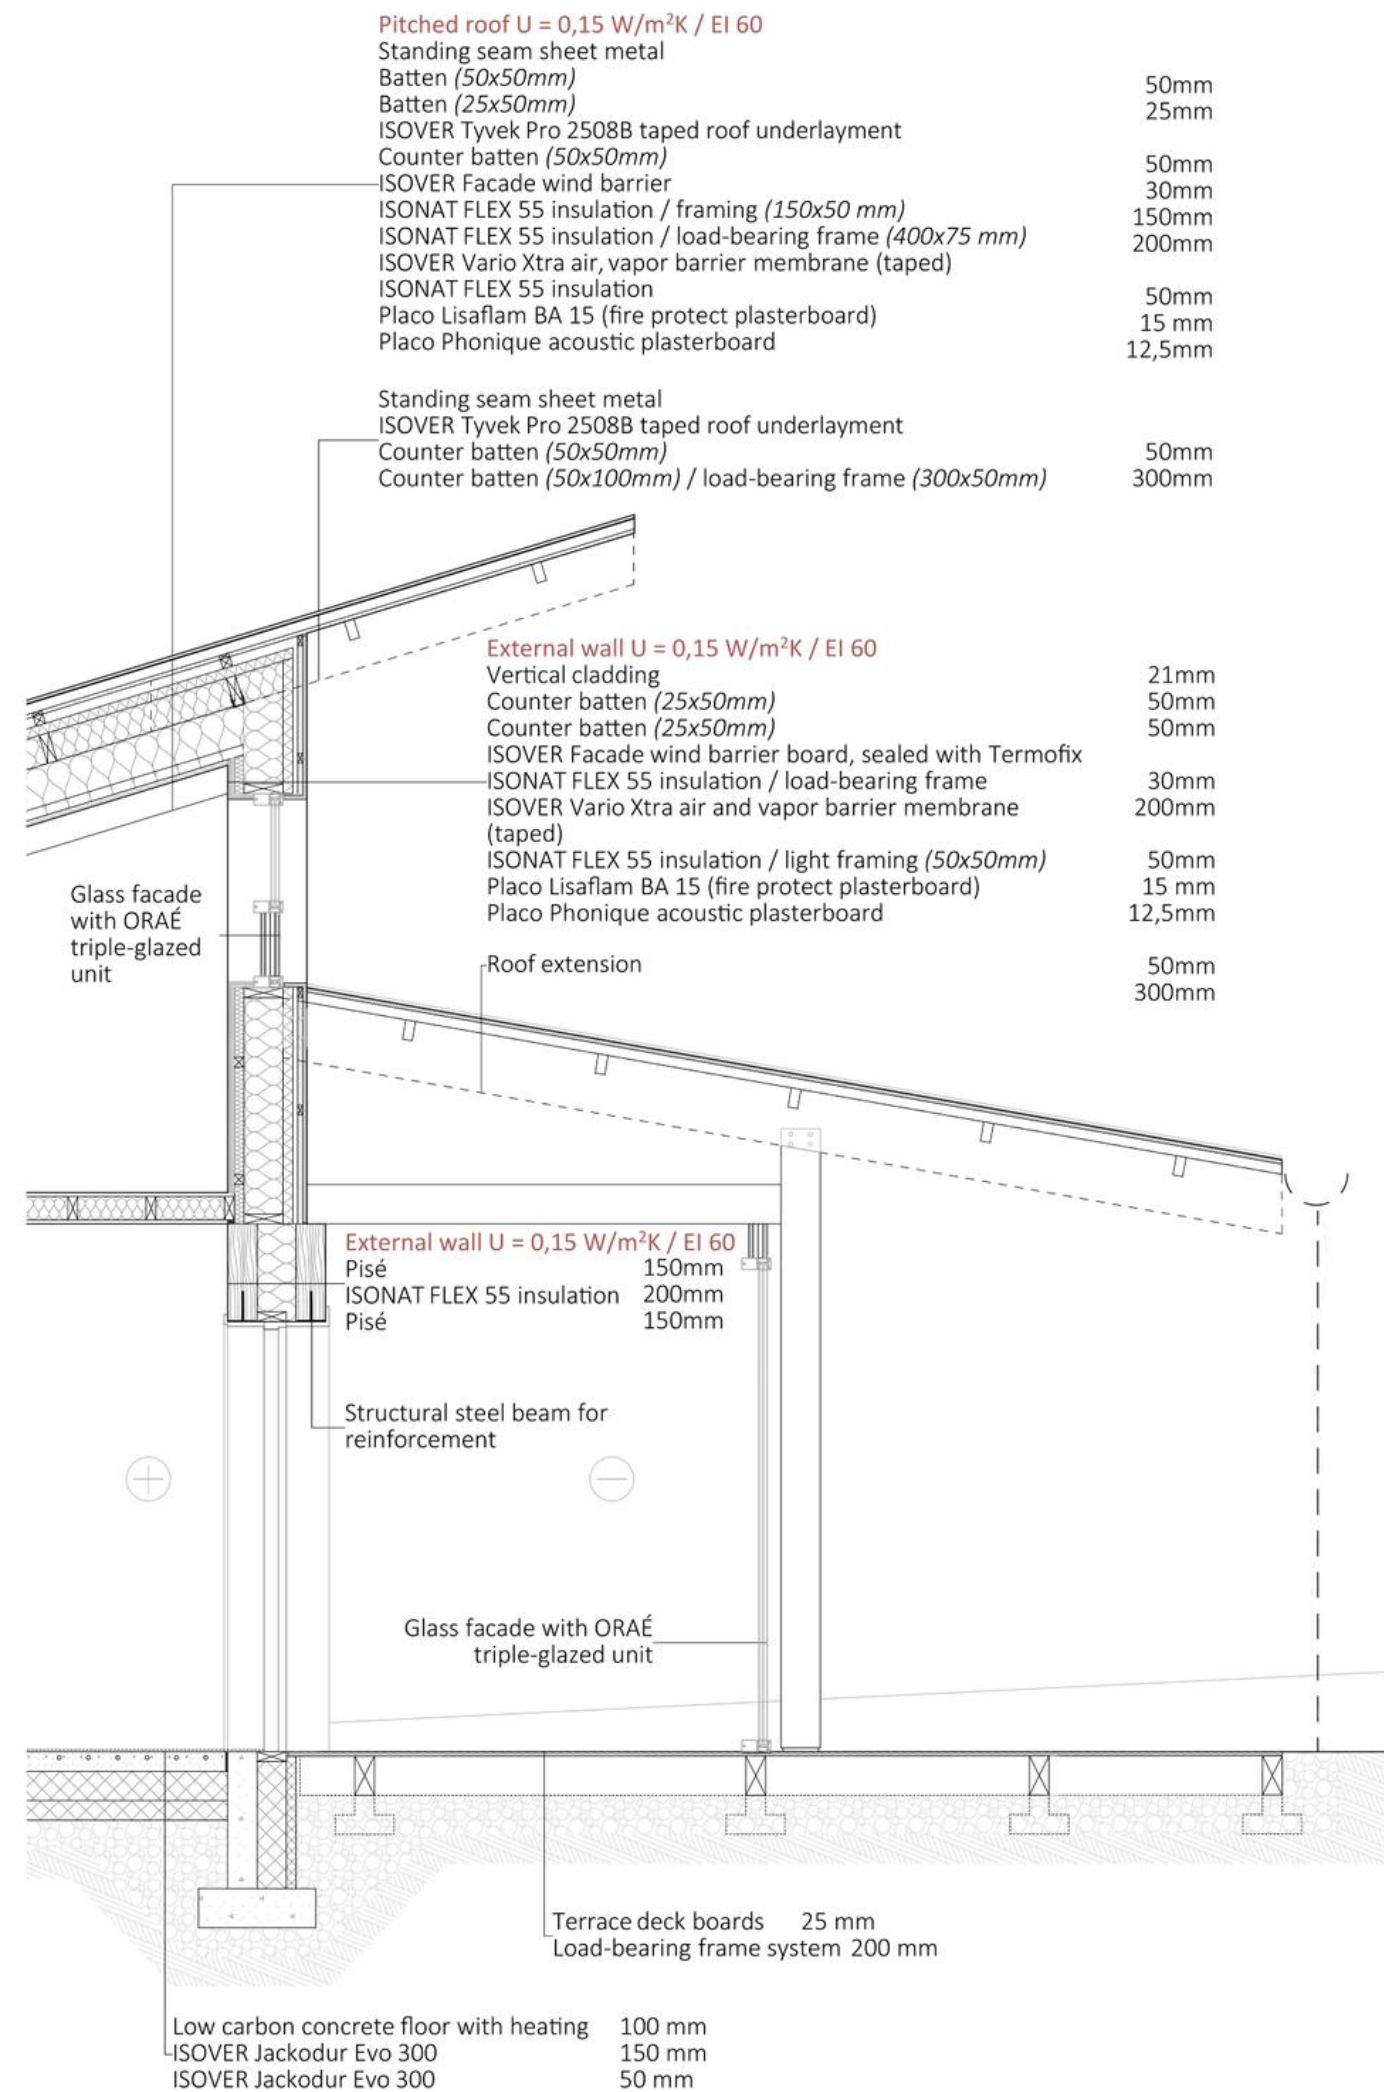 Pitched roof U = 0,15 W/m²K / EI 60
Standing seam sheet metal
Batten (50x50mm) 50mm
Batten (25x50mm) 25mm
ISOVER Tyvek Pro 2508B taped roof underlayment
Counter batten (50x50mm) 50mm
ISOVER Facade wind barrier 30mm
ISONAT FLEX 55 insulation / framing (150x50 mm) 150mm
ISONAT FLEX 55 insulation / load-bearing frame (400x75 mm) 200mm
ISOVER Vario Xtra air, vapor barrier membrane (taped)
ISONAT FLEX 55 insulation 50mm
Placo Lisaflam BA 15 (fire protect plasterboard) 15 mm
Placo Phonique acoustic plasterboard 12,5mm
Standing seam sheet metal
ISOVER Tyvek Pro 2508B taped roof underlayment
Counter batten (50x50mm) 50mm
Counter batten (50x100mm) / load-bearing frame (300x50mm) 300mm
External wall U = 0,15 W/m²K / EI 60
Vertical cladding 21mm
Counter batten (25x50mm) 50mm
Counter batten (25x50mm) 50mm
ISOVER Facade wind barrier board, sealed with Termofix
ISONAT FLEX 55 insulation / load-bearing frame 30mm
ISOVER Vario Xtra air and vapor barrier membrane 200mm
(taped)
ISONAT FLEX 55 insulation / light framing (50x50mm) 50mm
Placo Lisaflam BA 15 (fire protect plasterboard) 15 mm
Placo Phonique acoustic plasterboard 12,5mm
Glass facade
with ORAÉ
triple-glazed
unit
Roof extension 50mm
300mm
External wall U = 0,15 W/m²K / EI 60
Pisé 150mm
ISONAT FLEX 55 insulation 200mm
Pisé 150mm
Structural steel beam for
reinforcement
Glass facade with ORAÉ
triple-glazed unit
Terrace deck boards 25 mm
Load-bearing frame system 200 mm
Low carbon concrete floor with heating 100 mm
ISOVER Jackodur Evo 300 150 mm
ISOVER Jackodur Evo 300 50 mm